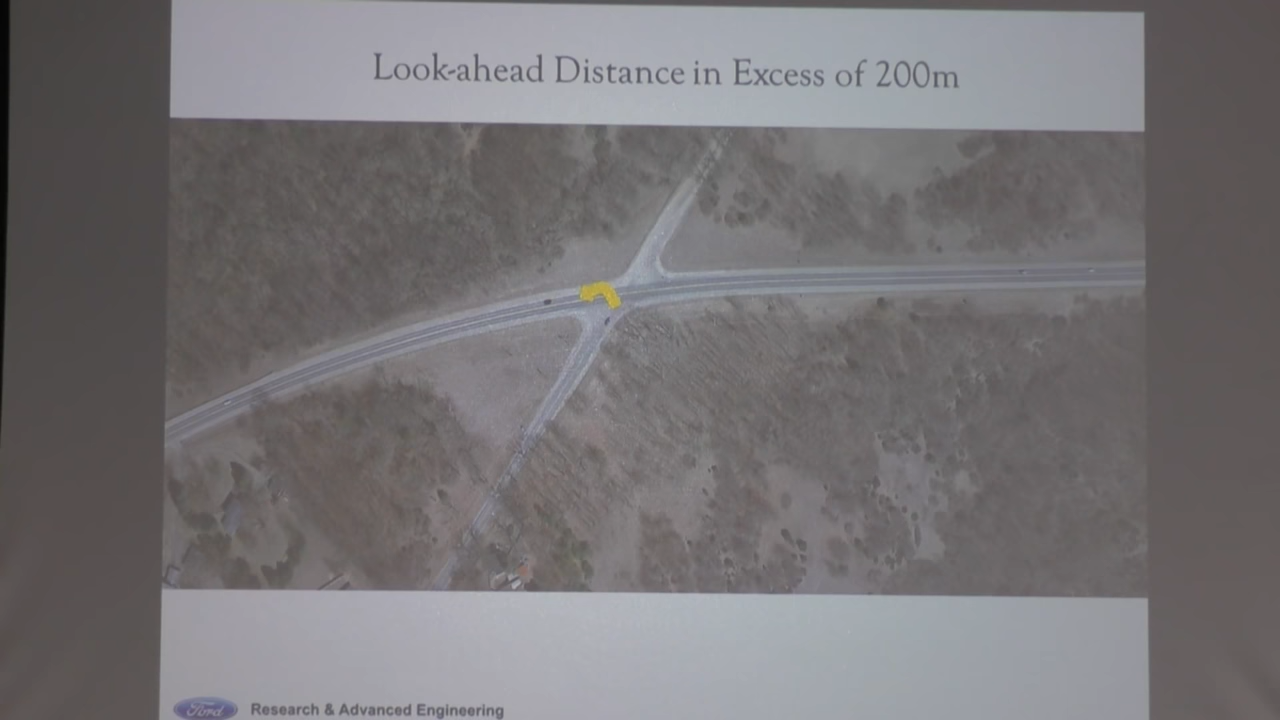 Look-ahead Distance in Excess of 200m
Ford
Research & Advanced Engineering